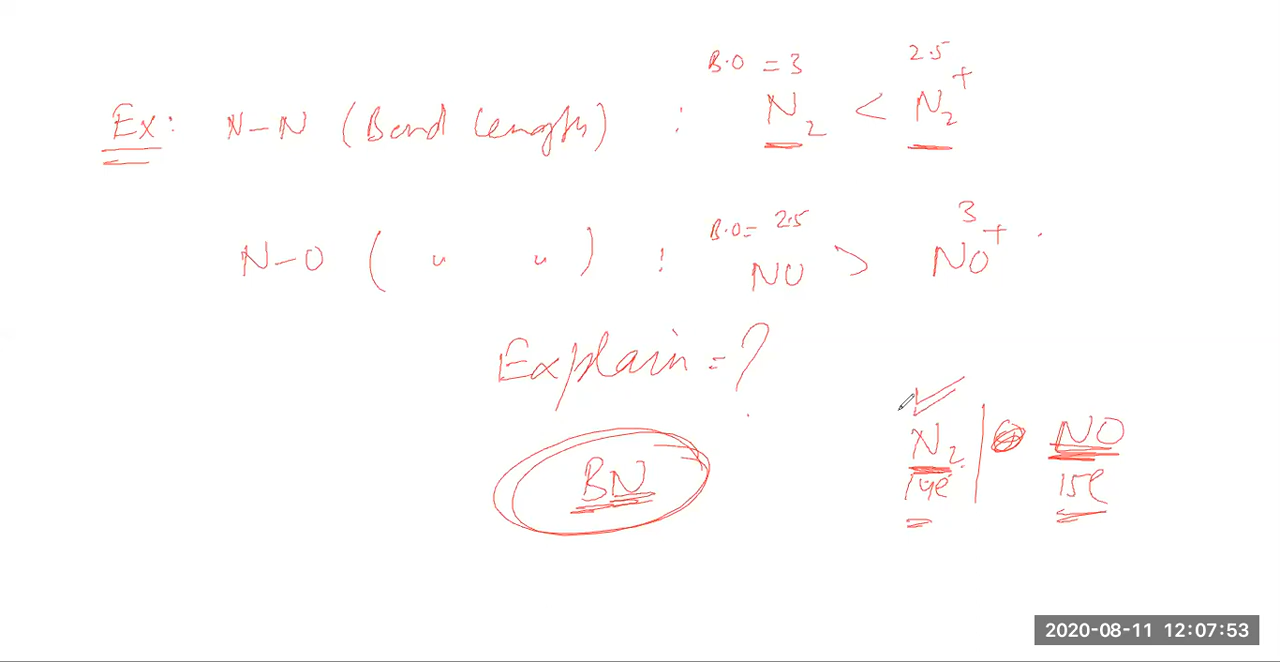 B.O = 3 2.5
Ex: N-N (Bond lengths) : N2 < N2+
B.O = 2.5 3
N-O ( " " ) : NO > NO+.
Explain = ?
BN
N2 | NO
14e 15e
2020-08-11 12:07:53